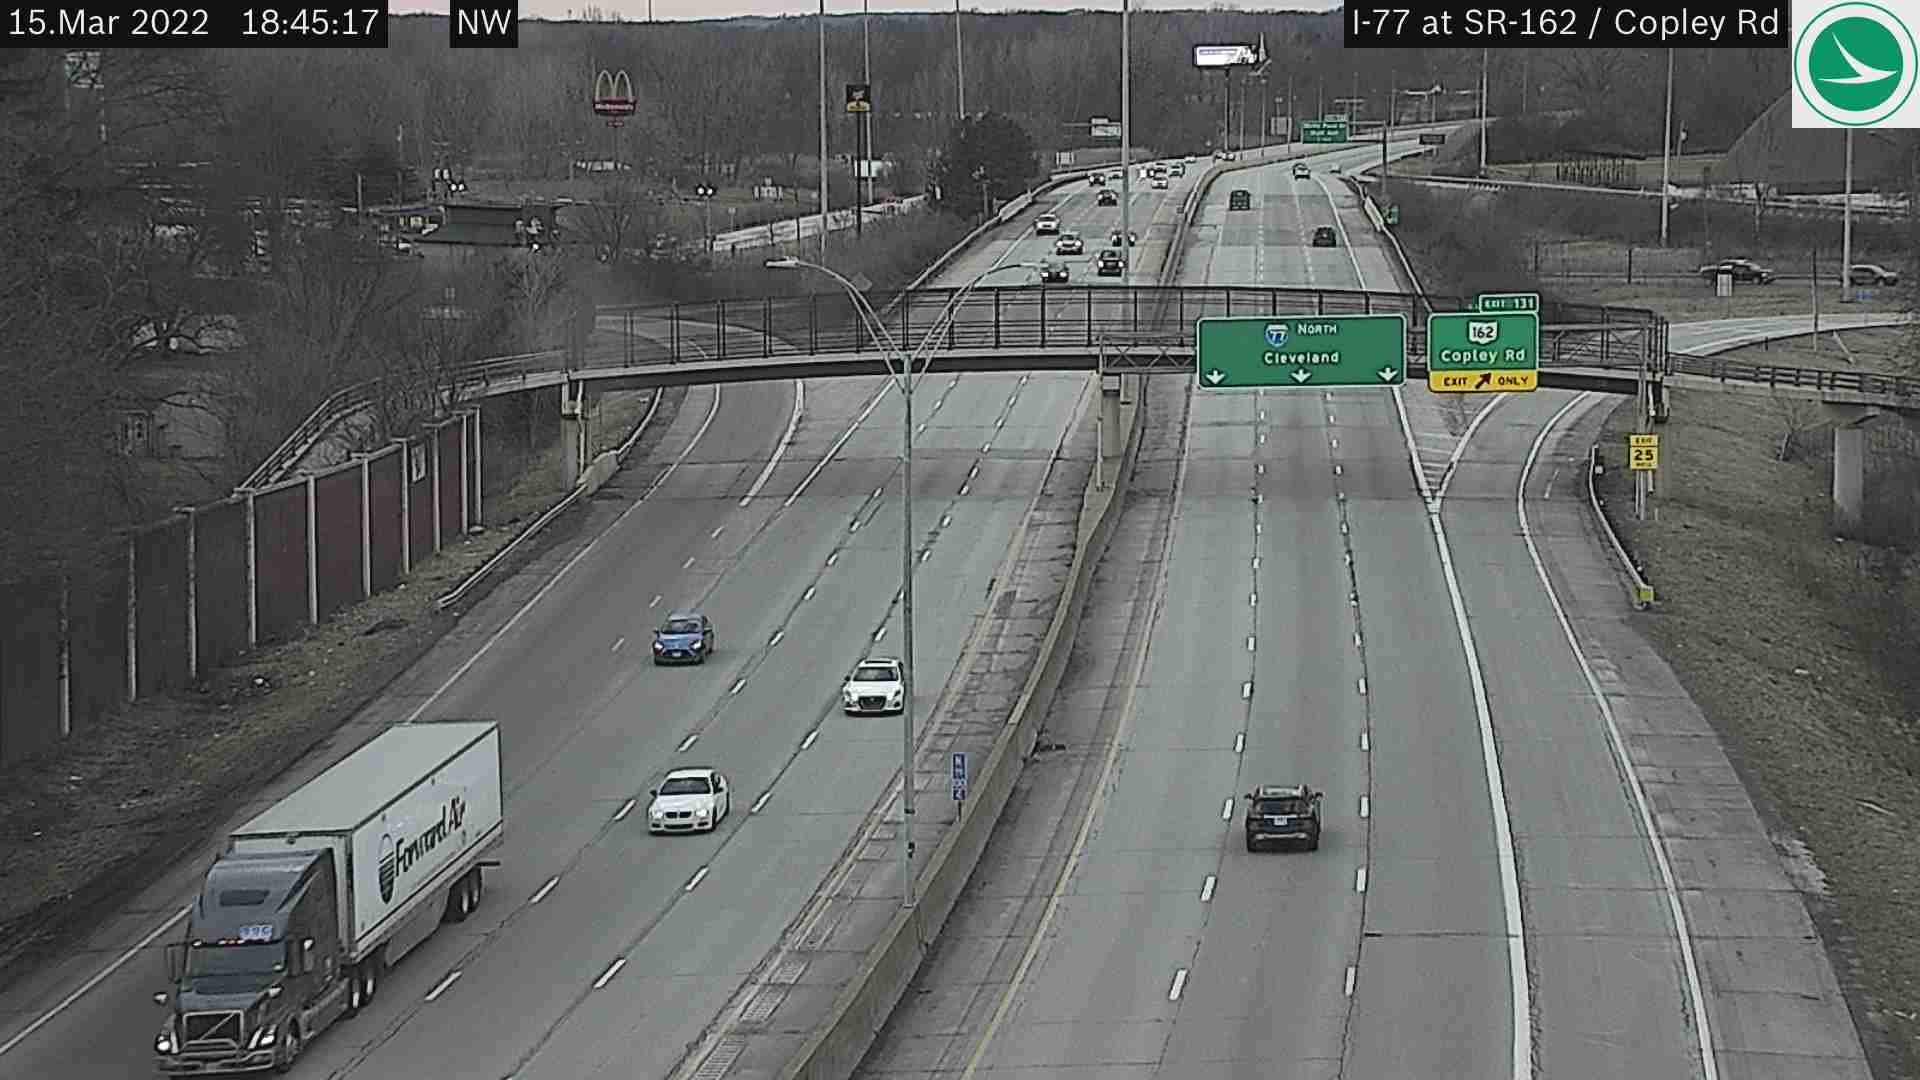 15.Mar 2022 18:45:17
NW
I-77 at SR-162 / Copley Rd
McDonald's
EXIT 131
77 NORTH
Cleveland
162
Copley Rd
EXIT ONLY
EXIT
25
Forward Air